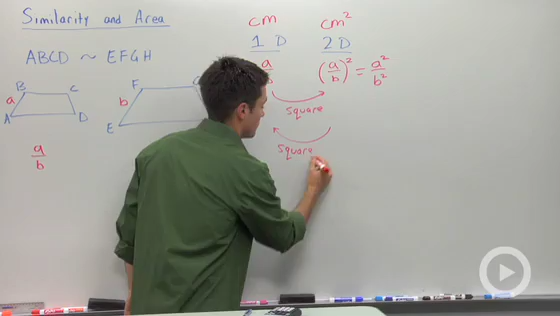 Similarity and Area
ABCD ~ EFGH
B C
a
A D
F
b
E
a/b
cm cm²
1 D 2 D
a (a/b)² = a²/b²
square
square